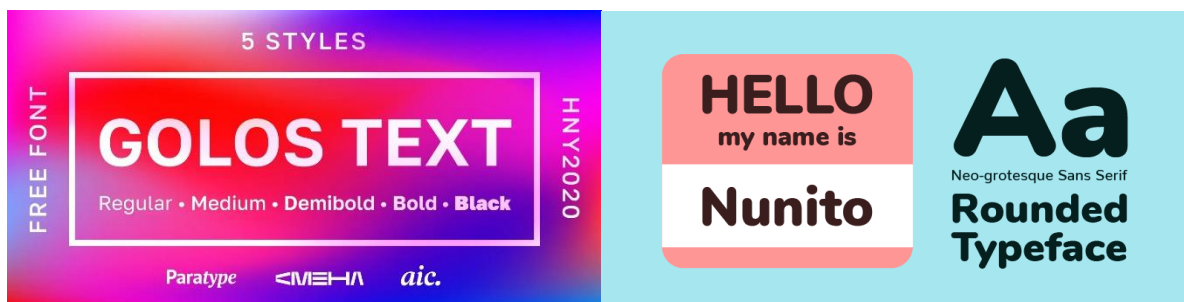 5 STYLES
FREE FONT
GOLOS TEXT
Regular • Medium • Demibold • Bold • Black
HNY2020
Paratype СМЕНА aic.
HELLO
my name is
Nunito
Aa
Neo-grotesque Sans Serif
Rounded
Typeface